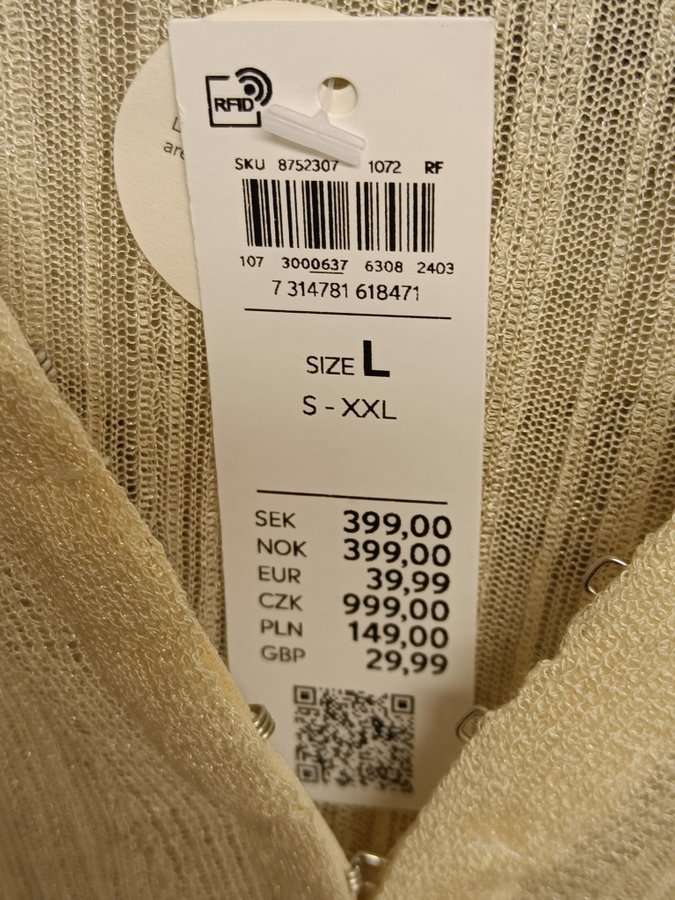 RFID
SKU 8752307 1072 RF
107 3000637 6308 2403
7 314781 618471
SIZE L
S - XXL
SEK 399,00
NOK 399,00
EUR 39,99
CZK 999,00
PLN 149,00
GBP 29,99